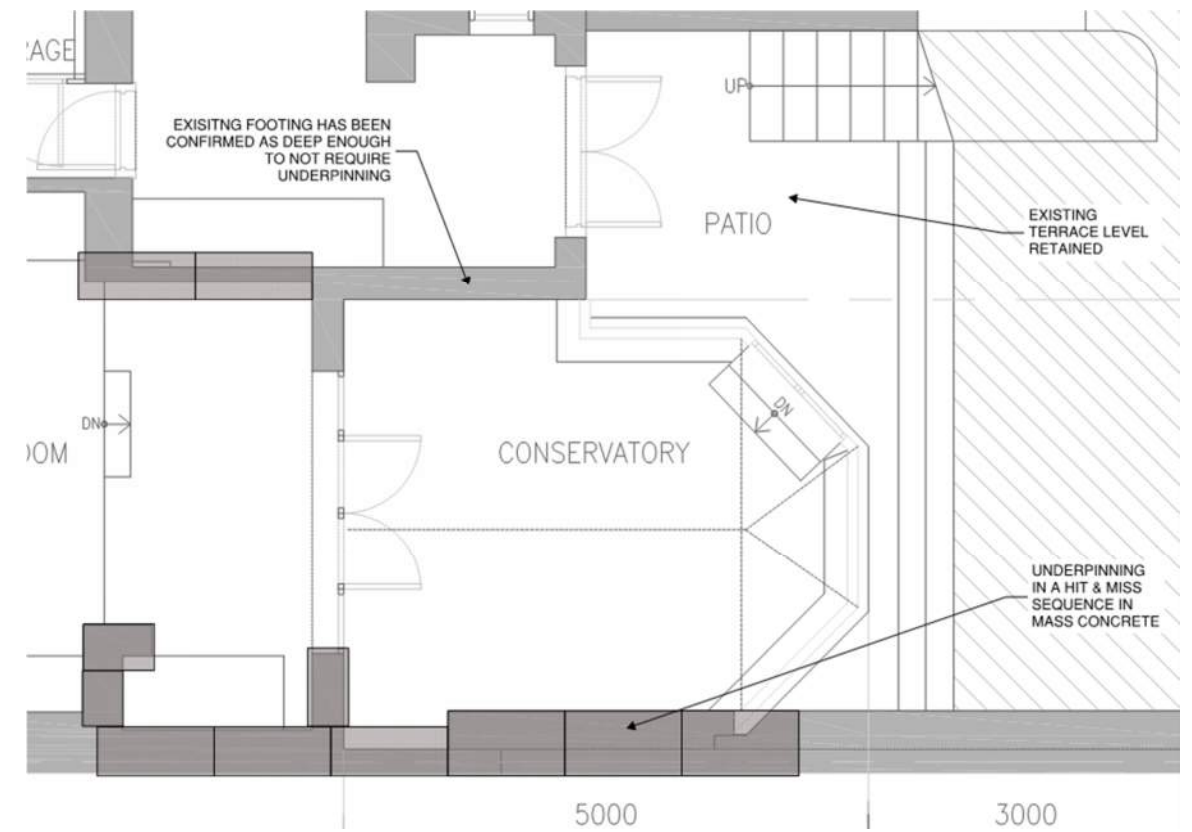 RAGE
EXISITNG FOOTING HAS BEEN
CONFIRMED AS DEEP ENOUGH
TO NOT REQUIRE
UNDERPINNING
UP
PATIO
EXISTING
TERRACE LEVEL
RETAINED
DN
OOM
CONSERVATORY
DN
UNDERPINNING
IN A HIT & MISS
SEQUENCE IN
MASS CONCRETE
5000
3000